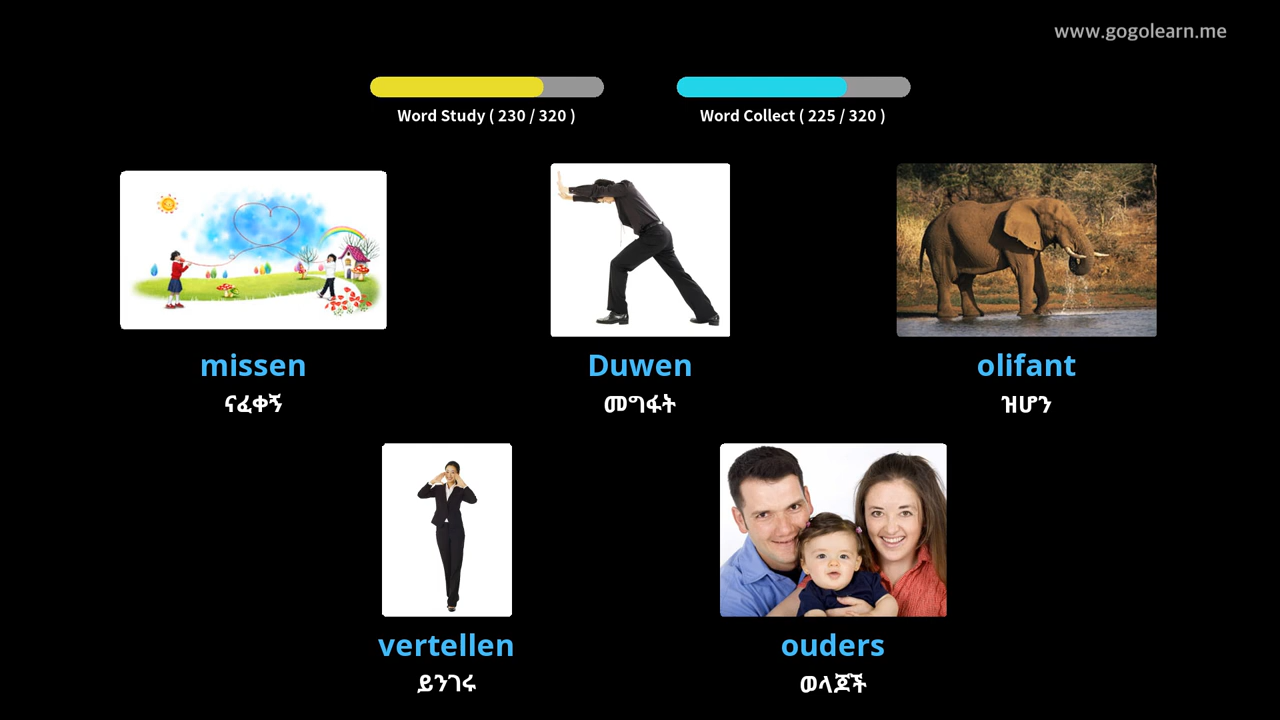 www.gogolearn.me
Word Study ( 230 / 320 )
Word Collect ( 225 / 320 )
missen
Duwen
olifant
ናፈቀኝ
መግፋት
ዝሆን
vertellen
ouders
ይንገሩ
ወላጆች